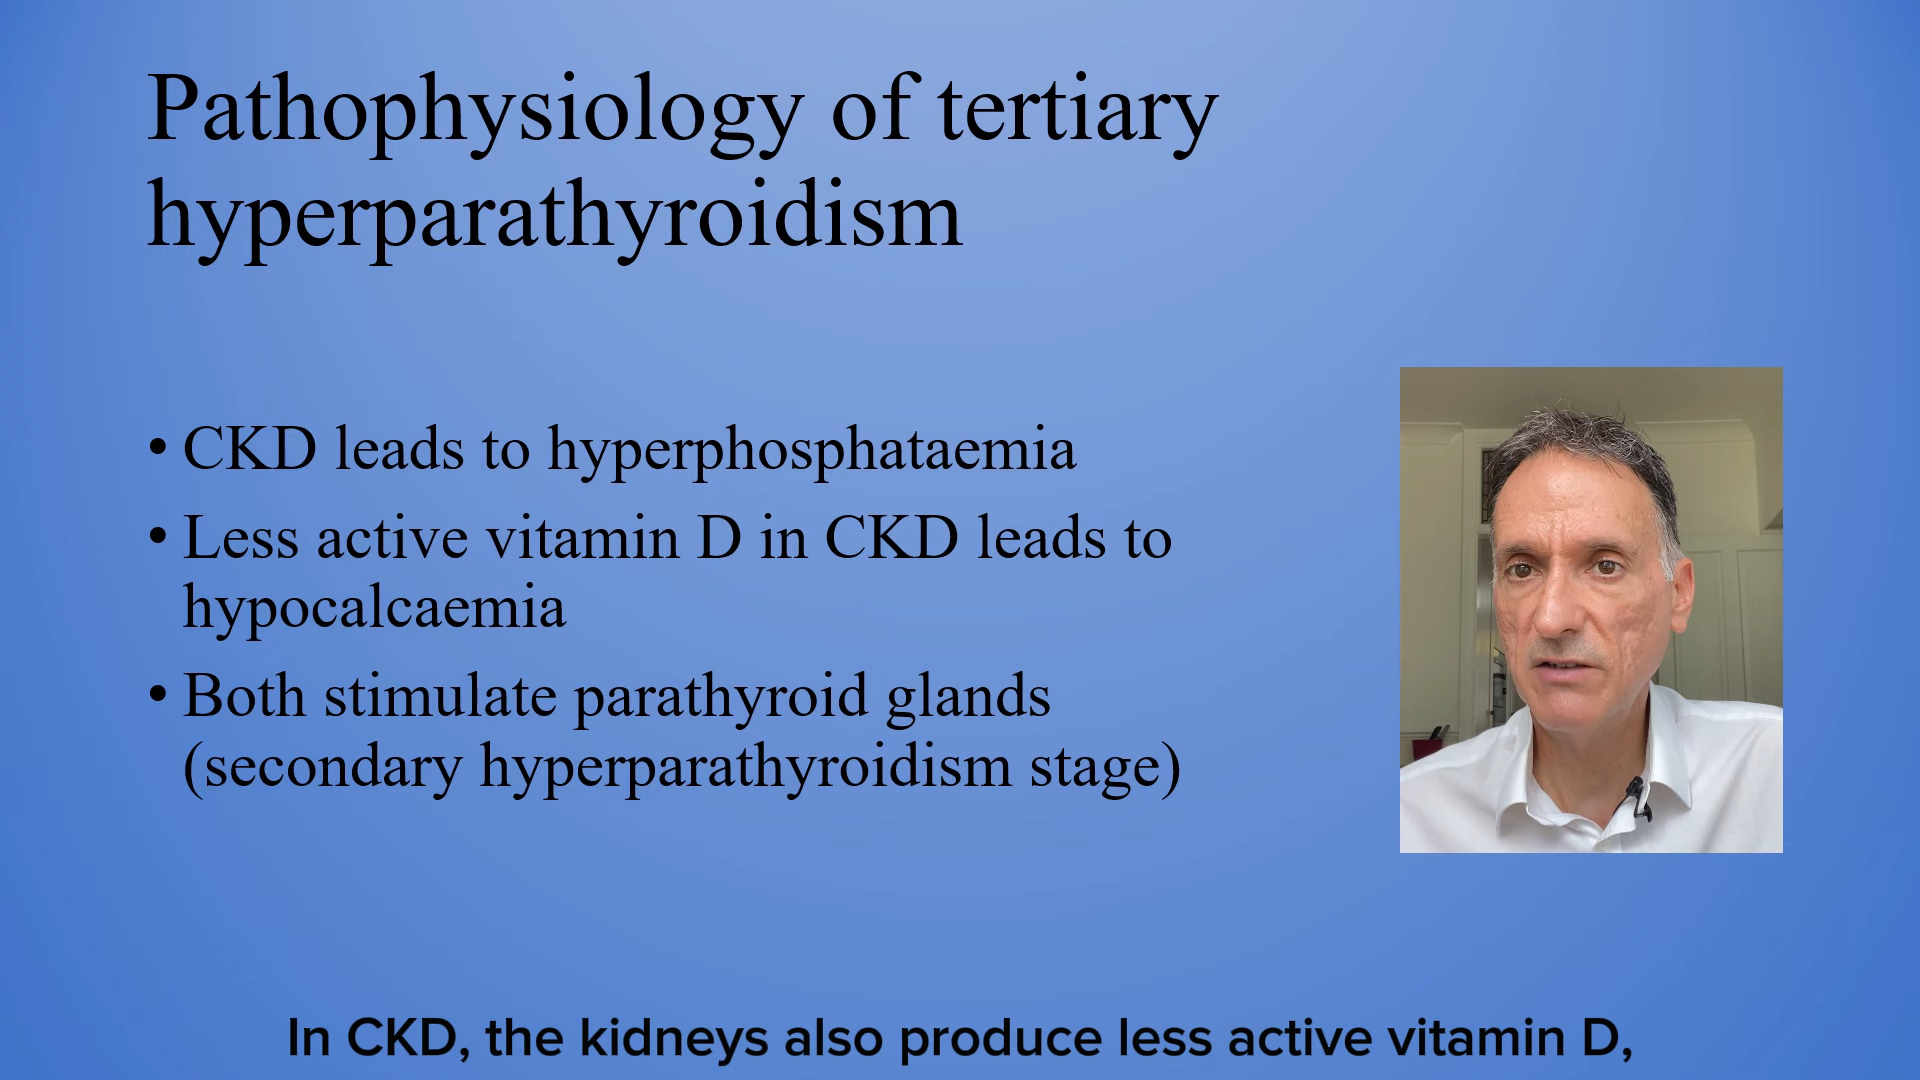 Pathophysiology of tertiary
hyperparathyroidism
• CKD leads to hyperphosphataemia
• Less active vitamin D in CKD leads to
hypocalcaemia
• Both stimulate parathyroid glands
(secondary hyperparathyroidism stage)
In CKD, the kidneys also produce less active vitamin D,